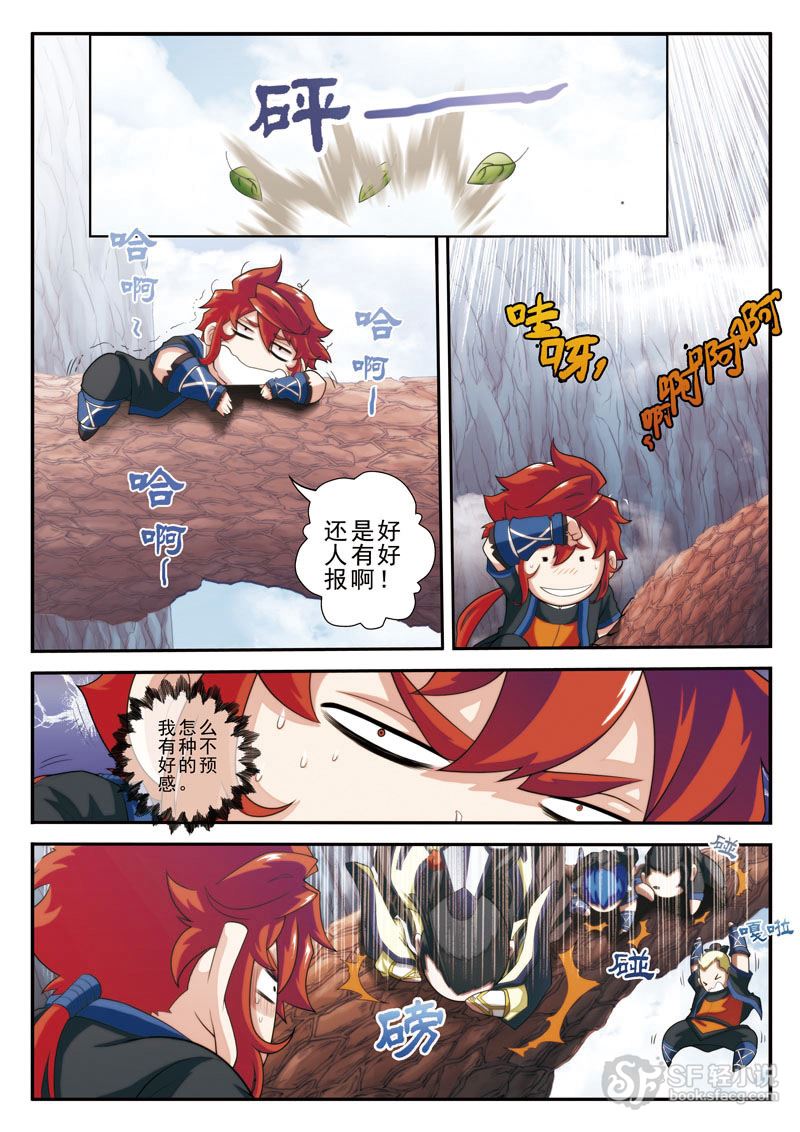 砰——
哈
啊～
哈
啊～
哈
啊～
好好
是有
还人
报啊！
哇
呀，
啊啊啊啊～
么不预
怎种的
我有好感。
磅
碰
碰
嘎啦
SF轻小说
book.sfacg.com